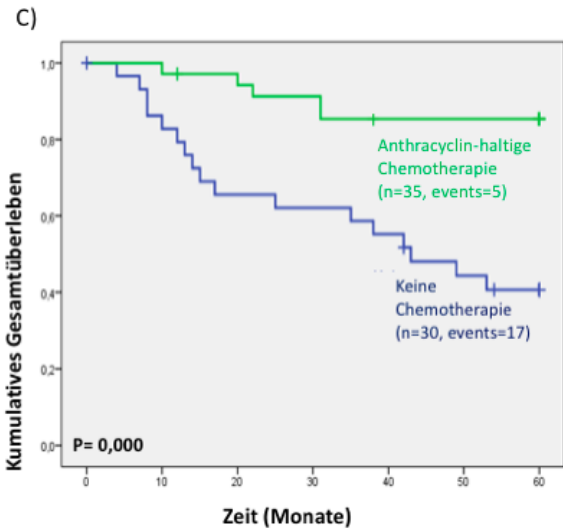 C)
Kumulatives Gesamtüberleben
1,0
0,8
0,6
0,4
0,2
0,0
Anthracyclin-haltige
Chemotherapie
(n=35, events=5)
Keine
Chemotherapie
(n=30, events=17)
P= 0,000
0
10
20
30
40
50
60
Zeit (Monate)